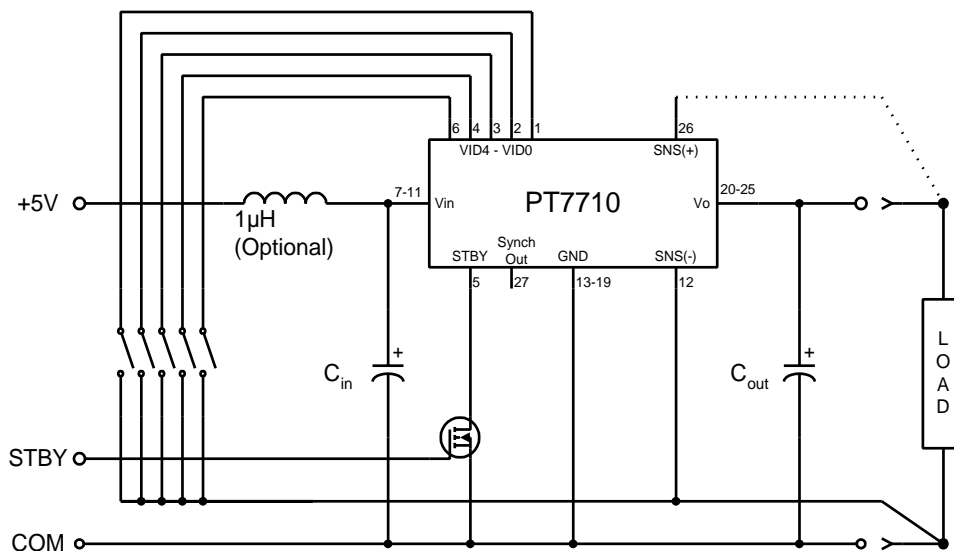 6 4 3 2 1
26
VID4 - VID0
SNS(+)
+5V
7-11
Vin
PT7710
Vo
20-25
1µH
(Optional)
STBY
Synch
Out
GND
SNS(-)
5
27
13-19
12
+
Cin
+
Cout
LOAD
STBY
COM